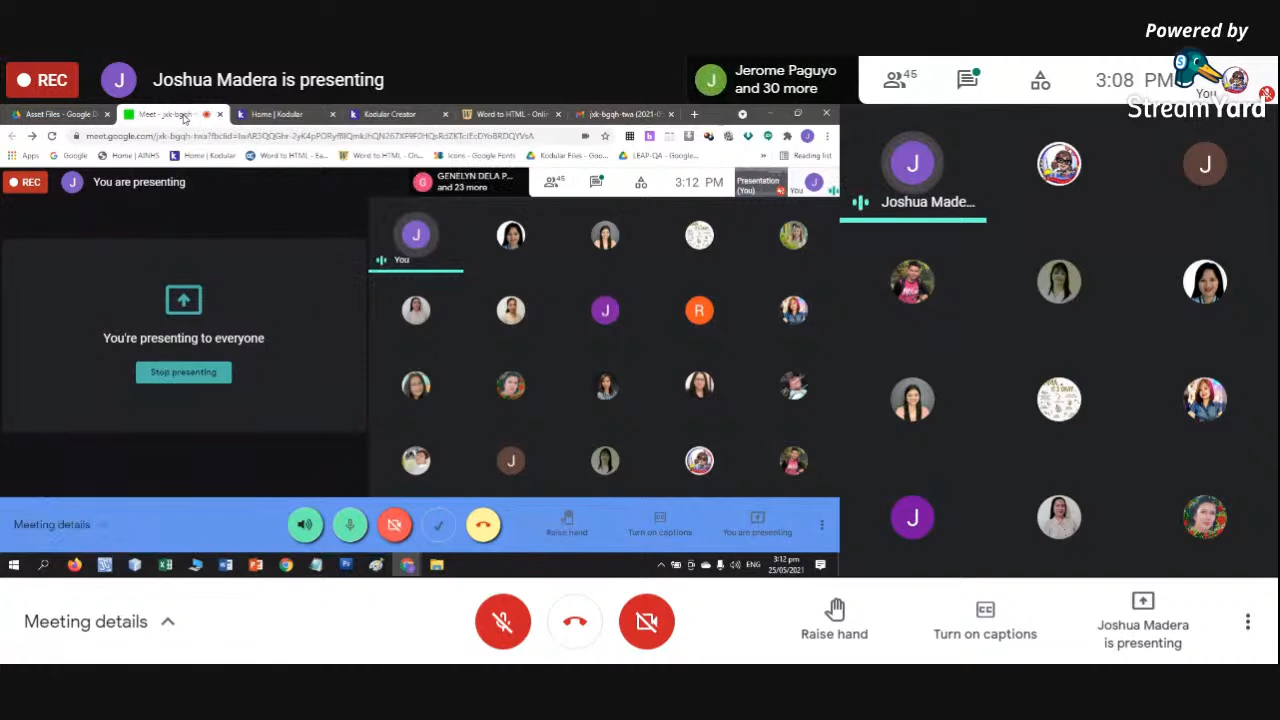 Powered by
StreamYard
REC
J
Joshua Madera is presenting
J
Jerome Paguyo
and 30 more
45
3:08 PM
You
Asset Files - Google D
Meet - jxk-bgqh
Home | Kodular
Kodular Creator
Word to HTML - Onli
jxk-bgqh-twa (2021-0
Apps
Google
Home | AINHS
Home | Kodular
Word to HTML - Ea...
Word to HTML - On...
Icons - Google Fonts
Kodular Files - Goo...
LEAP-QA - Google...
Reading list
REC
J
You are presenting
G
GENELYN DELA P...
and 23 more
45
3:12 PM
Presentation
(You)
You
J
J
You
J
R
J
You're presenting to everyone
Stop presenting
J
Joshua Made...
J
J
Meeting details
Raise hand
Turn on captions
You are presenting
ENG
3:12 pm
25/05/2021
Meeting details
Raise hand
Turn on captions
Joshua Madera
is presenting